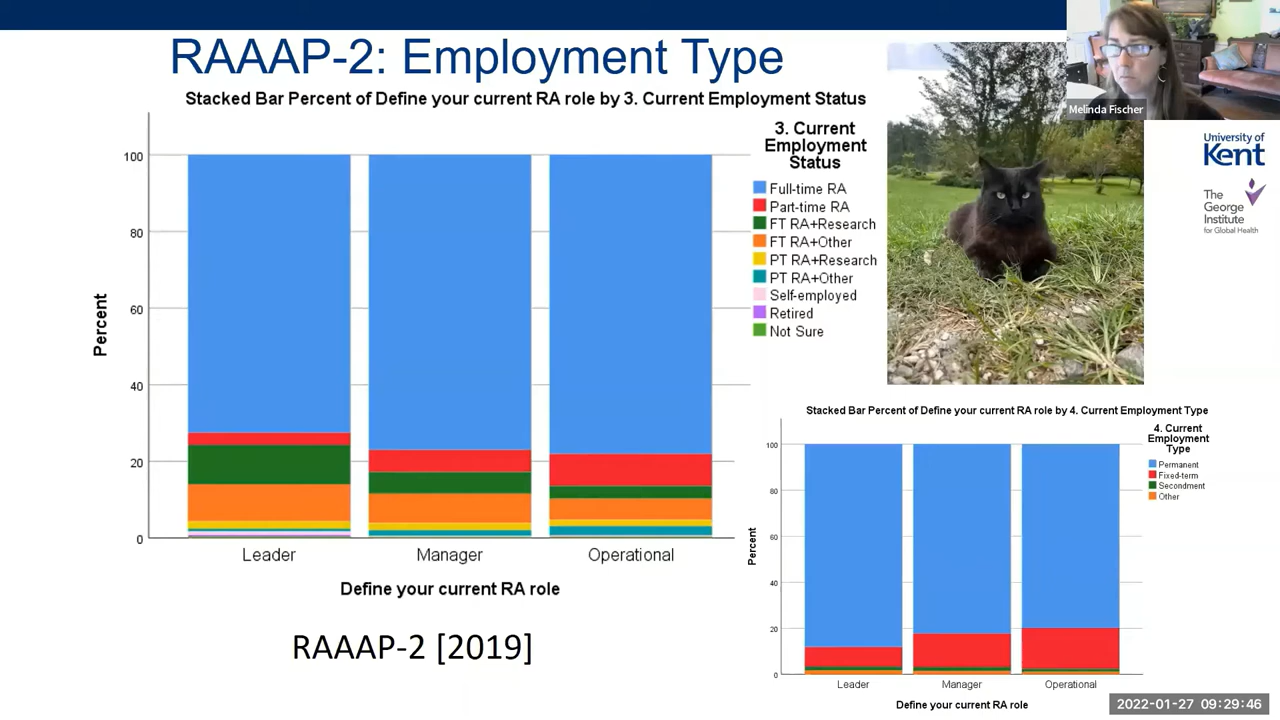 RAAAP-2: Employment Type
Stacked Bar Percent of Define your current RA role by 3. Current Employment Status
3. Current
Employment
Status
Full-time RA
Part-time RA
FT RA+Research
FT RA+Other
PT RA+Research
PT RA+Other
Self-employed
Retired
Not Sure
100
80
60
40
20
0
Percent
Leader
Manager
Operational
Define your current RA role
RAAAP-2 [2019]
Melinda Fischer
University of
Kent
The
George
Institute
for Global Health
Stacked Bar Percent of Define your current RA role by 4. Current Employment Type
4. Current
Employment
Type
Permanent
Fixed-term
Secondment
Other
100
80
60
40
20
0
Percent
Leader
Manager
Operational
Define your current RA role
2022-01-27 09:29:46